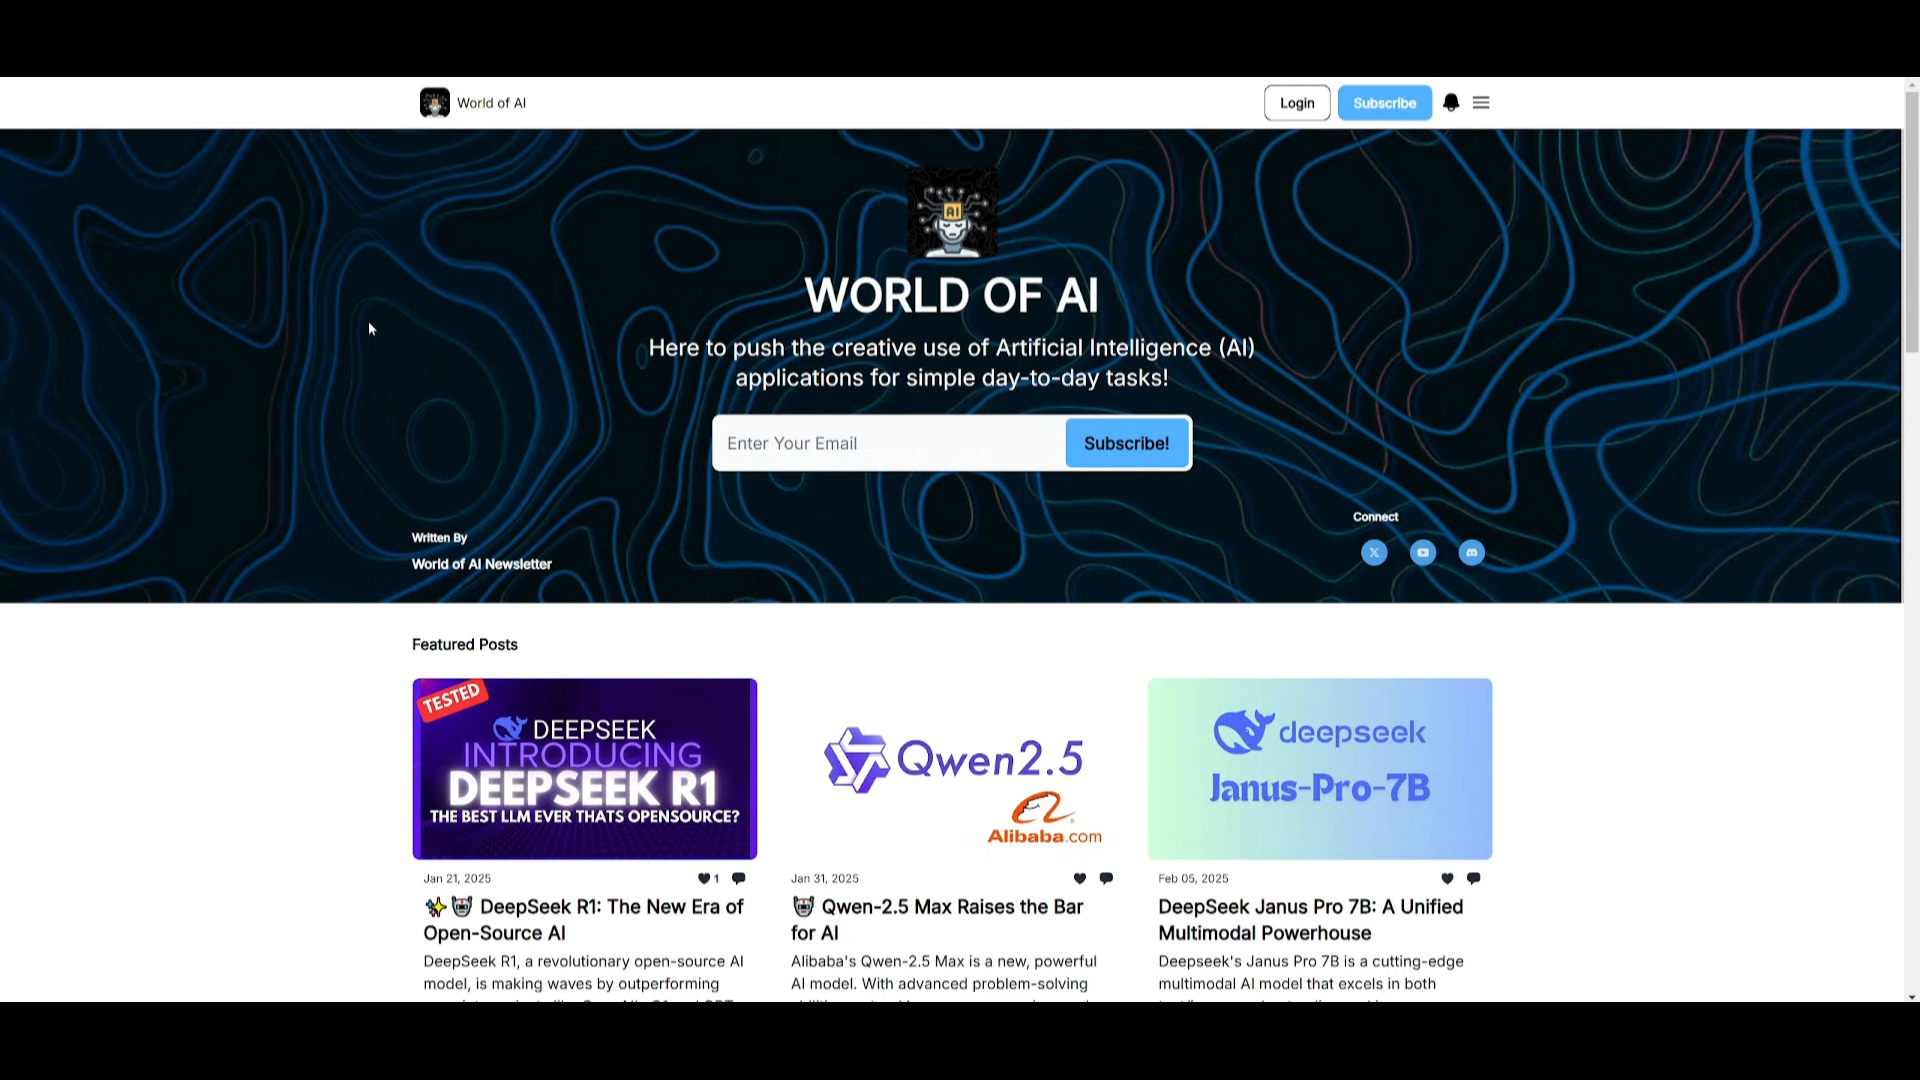 World of AI
Login
Subscribe
AI
WORLD OF AI
Here to push the creative use of Artificial Intelligence (AI)
applications for simple day-to-day tasks!
Enter Your Email
Subscribe!
Connect
Written By
World of AI Newsletter
Featured Posts
TESTED
DEEPSEEK
INTRODUCING
DEEPSEEK R1
THE BEST LLM EVER THATS OPENSOURCE?
Jan 21, 2025
1
DeepSeek R1: The New Era of
Open-Source AI
DeepSeek R1, a revolutionary open-source AI
model, is making waves by outperforming
Qwen2.5
Alibaba.com
Jan 31, 2025
Qwen-2.5 Max Raises the Bar
for AI
Alibaba's Qwen-2.5 Max is a new, powerful
AI model. With advanced problem-solving
deepseek
Janus-Pro-7B
Feb 05, 2025
DeepSeek Janus Pro 7B: A Unified
Multimodal Powerhouse
Deepseek's Janus Pro 7B is a cutting-edge
multimodal AI model that excels in both